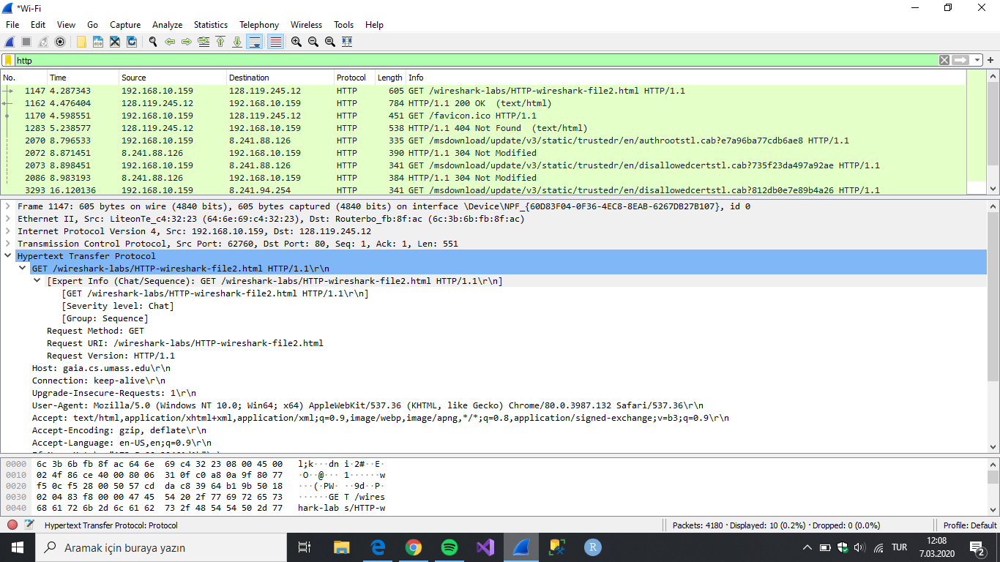 *Wi-Fi
File Edit View Go Capture Analyze Statistics Telephony Wireless Tools Help
http
No. Time Source Destination Protocol Length Info
1147 4.287343 192.168.10.159 128.119.245.12 HTTP 605 GET /wireshark-labs/HTTP-wireshark-file2.html HTTP/1.1
1162 4.476404 128.119.245.12 192.168.10.159 HTTP 784 HTTP/1.1 200 OK (text/html)
1170 4.598551 192.168.10.159 128.119.245.12 HTTP 451 GET /favicon.ico HTTP/1.1
1283 5.238577 128.119.245.12 192.168.10.159 HTTP 538 HTTP/1.1 404 Not Found (text/html)
2070 8.796533 192.168.10.159 8.241.88.126 HTTP 335 GET /msdownload/update/v3/static/trustedr/en/authrootstl.cab?e7a96ba77cdb6ae8 HTTP/1.1
2072 8.871451 8.241.88.126 192.168.10.159 HTTP 390 HTTP/1.1 304 Not Modified
2073 8.898451 192.168.10.159 8.241.88.126 HTTP 341 GET /msdownload/update/v3/static/trustedr/en/disallowedcertstl.cab?735f23da497a92ae HTTP/1.1
2086 8.983193 8.241.88.126 192.168.10.159 HTTP 384 HTTP/1.1 304 Not Modified
3293 16.120136 192.168.10.159 8.241.94.254 HTTP 341 GET /msdownload/update/v3/static/trustedr/en/disallowedcertstl.cab?812db0e7e89b4a26 HTTP/1.1
Frame 1147: 605 bytes on wire (4840 bits), 605 bytes captured (4840 bits) on interface \Device\NPF_{60D83F04-0F36-4EC8-8EAB-6267DB27B107}, id 0
Ethernet II, Src: LiteonTe_c4:32:23 (64:6e:69:c4:32:23), Dst: Routerbo_fb:8f:ac (6c:3b:6b:fb:8f:ac)
Internet Protocol Version 4, Src: 192.168.10.159, Dst: 128.119.245.12
Transmission Control Protocol, Src Port: 62760, Dst Port: 80, Seq: 1, Ack: 1, Len: 551
Hypertext Transfer Protocol
GET /wireshark-labs/HTTP-wireshark-file2.html HTTP/1.1\r\n
[Expert Info (Chat/Sequence): GET /wireshark-labs/HTTP-wireshark-file2.html HTTP/1.1\r\n]
[GET /wireshark-labs/HTTP-wireshark-file2.html HTTP/1.1\r\n]
[Severity level: Chat]
[Group: Sequence]
Request Method: GET
Request URI: /wireshark-labs/HTTP-wireshark-file2.html
Request Version: HTTP/1.1
Host: gaia.cs.umass.edu\r\n
Connection: keep-alive\r\n
Upgrade-Insecure-Requests: 1\r\n
User-Agent: Mozilla/5.0 (Windows NT 10.0; Win64; x64) AppleWebKit/537.36 (KHTML, like Gecko) Chrome/80.0.3987.132 Safari/537.36\r\n
Accept: text/html,application/xhtml+xml,application/xml;q=0.9,image/webp,image/apng,*/*;q=0.8,application/signed-exchange;v=b3;q=0.9\r\n
Accept-Encoding: gzip, deflate\r\n
Accept-Language: en-US,en;q=0.9\r\n
0000 6c 3b 6b fb 8f ac 64 6e 69 c4 32 23 08 00 45 00 l;k···dn i·2#··E·
0010 02 4f 86 ce 40 00 80 06 31 0f c0 a8 0a 9f 80 77 ·O··@··· 1······w
0020 f5 0c f5 28 00 50 57 cd da c8 39 64 b1 9b 50 18 ···(·PW· ··9d··P·
0030 02 04 83 f8 00 00 47 45 54 20 2f 77 69 72 65 73 ······GE T /wires
0040 68 61 72 6b 2d 6c 61 62 73 2f 48 54 54 50 2d 77 hark-lab s/HTTP-w
Hypertext Transfer Protocol: Protocol Packets: 4180 · Displayed: 10 (0.2%) · Dropped: 0 (0.0%) Profile: Default
Aramak için buraya yazın
TUR
12:08
7.03.2020
2